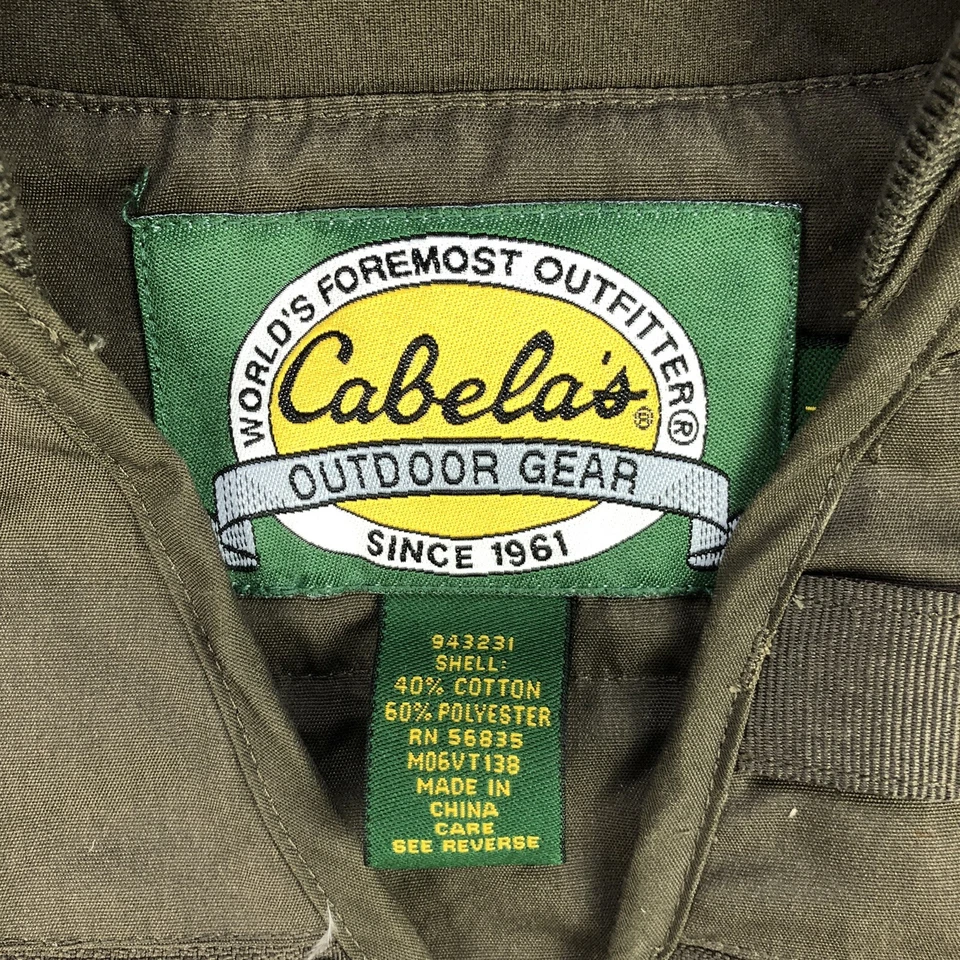 WORLD'S FOREMOST OUTFITTER®
Cabela's®
OUTDOOR GEAR
SINCE 1961
943231
SHELL:
40% COTTON
60% POLYESTER
RN 56835
M06VT138
MADE IN
CHINA
CARE
SEE REVERSE